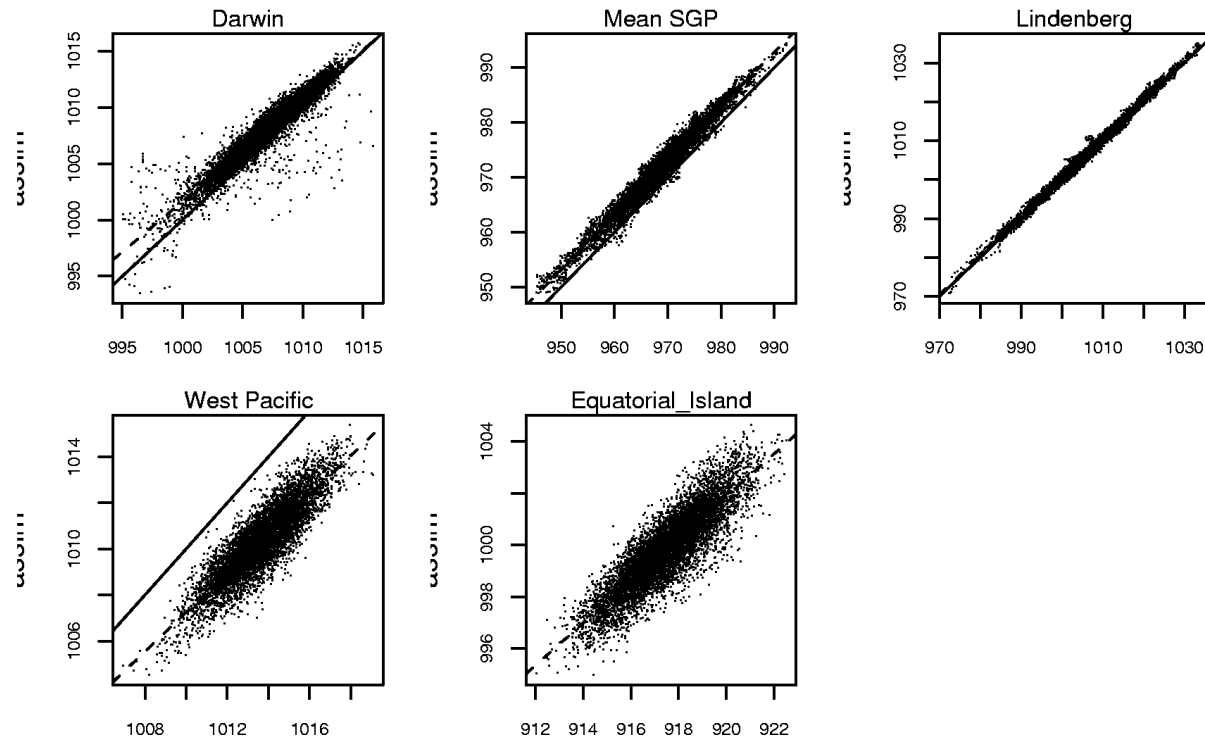 Darwin
Mean SGP
Lindenberg
1015
1010
1005
1000
995
995 1000 1005 1010 1015
990
980
970
960
950
950 960 970 980 990
1030
1010
990
970
970 990 1010 1030
West Pacific
Equatorial_Island
1014
1010
1006
1008 1012 1016
1004
1000
998
996
912 914 916 918 920 922